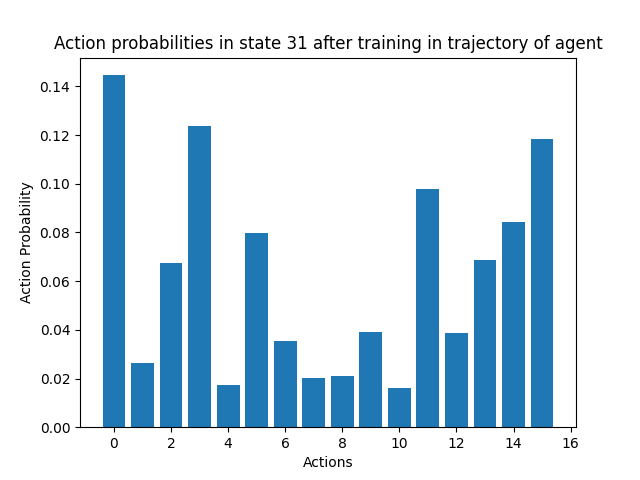 Action probabilities in state 31 after training in trajectory of agent
0.14
0.12
0.10
0.08
0.06
0.04
0.02
0.00
Action Probability
0 2 4 6 8 10 12 14 16
Actions